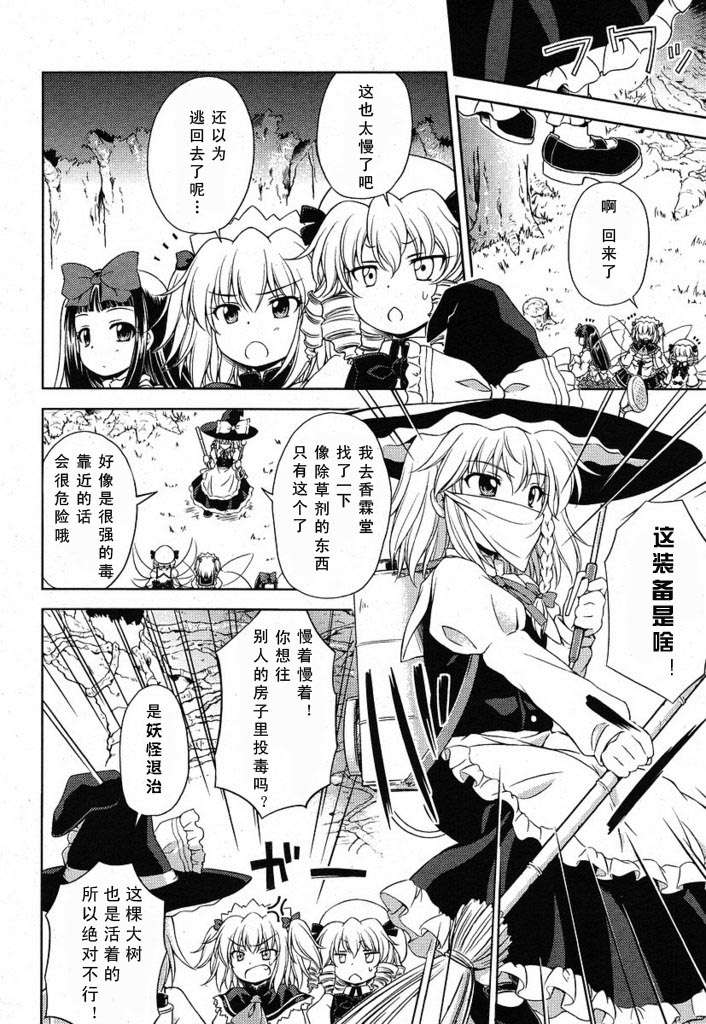 フワッ
啊 回来了
这也太慢了吧
还以为
逃回去了呢…
这装备是啥！
我去香霖堂
找了一下
像除草剂的东西
只有这个了
好像是很强的毒
靠近的话
会很危险哦
慢着慢着！
你想往
别人的房子里
投毒吗？
是妖怪退治
ガー
这棵大树
也是活着的
所以绝对不行！